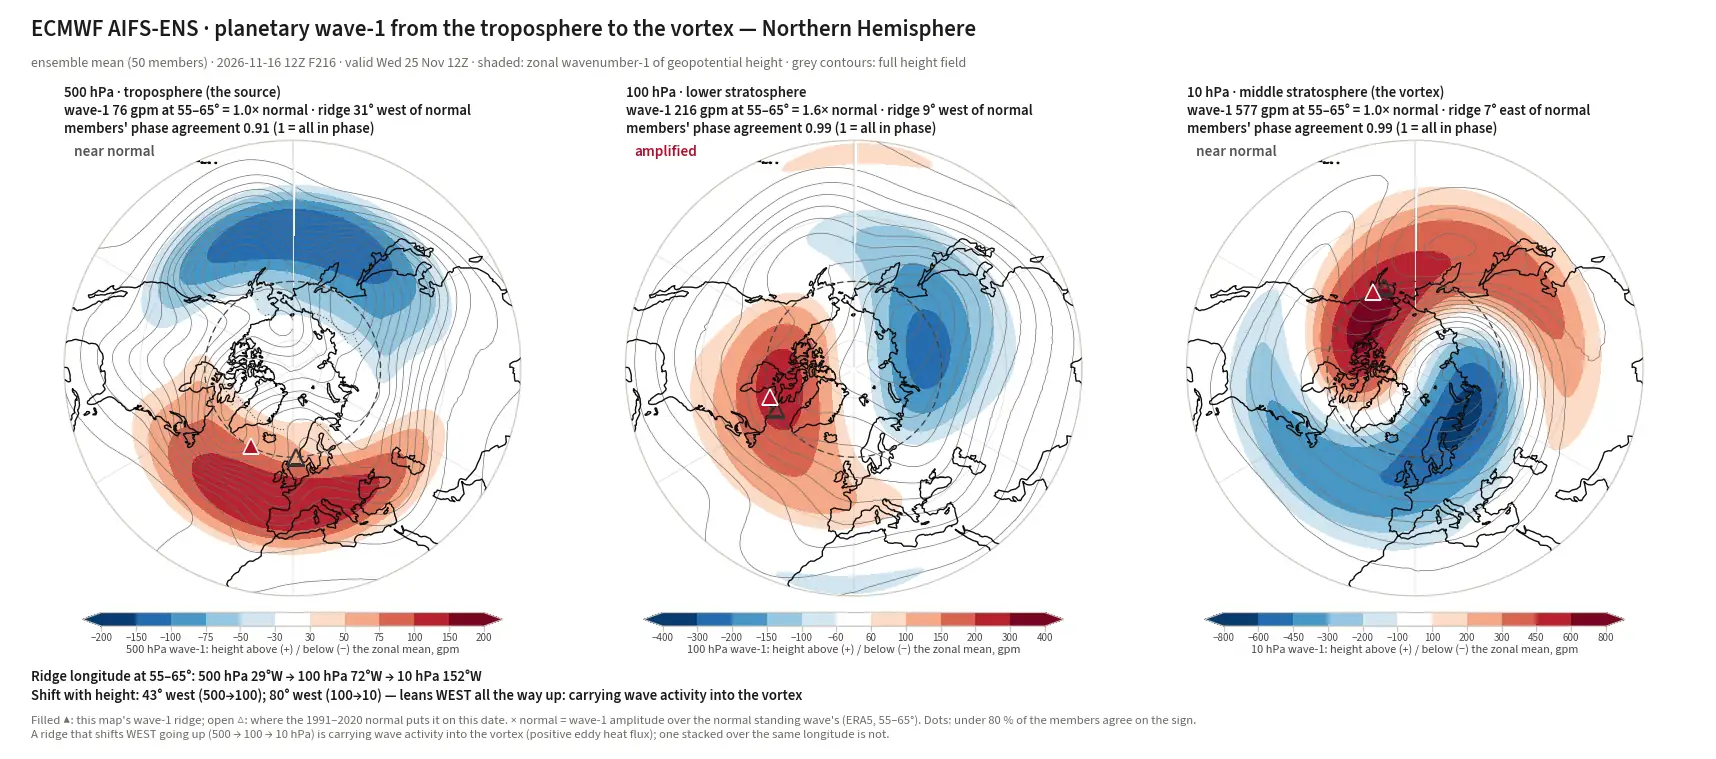 ECMWF AIFS-ENS · planetary wave-1 from the troposphere to the vortex — Northern Hemisphere
ensemble mean (50 members) · 2026-11-16 12Z F216 · valid Wed 25 Nov 12Z · shaded: zonal wavenumber-1 of geopotential height · grey contours: full height field
500 hPa · troposphere (the source)
wave-1 76 gpm at 55–65° = 1.0× normal · ridge 31° west of normal
members' phase agreement 0.91 (1 = all in phase)
near normal
100 hPa · lower stratosphere
wave-1 216 gpm at 55–65° = 1.6× normal · ridge 9° west of normal
members' phase agreement 0.99 (1 = all in phase)
amplified
10 hPa · middle stratosphere (the vortex)
wave-1 577 gpm at 55–65° = 1.0× normal · ridge 7° east of normal
members' phase agreement 0.99 (1 = all in phase)
near normal
−200 −150 −100 −75 −50 −30 30 50 75 100 150 200
500 hPa wave-1: height above (+) / below (−) the zonal mean, gpm
−400 −300 −200 −150 −100 −60 60 100 150 200 300 400
100 hPa wave-1: height above (+) / below (−) the zonal mean, gpm
−800 −600 −450 −300 −200 −100 100 200 300 450 600 800
10 hPa wave-1: height above (+) / below (−) the zonal mean, gpm
Ridge longitude at 55–65°: 500 hPa 29°W → 100 hPa 72°W → 10 hPa 152°W
Shift with height: 43° west (500→100); 80° west (100→10) — leans WEST all the way up: carrying wave activity into the vortex
Filled ▲: this map's wave-1 ridge; open △: where the 1991–2020 normal puts it on this date. × normal = wave-1 amplitude over the normal standing wave's (ERA5, 55–65°). Dots: under 80 % of the members agree on the sign.
A ridge that shifts WEST going up (500 → 100 → 10 hPa) is carrying wave activity into the vortex (positive eddy heat flux); one stacked over the same longitude is not.